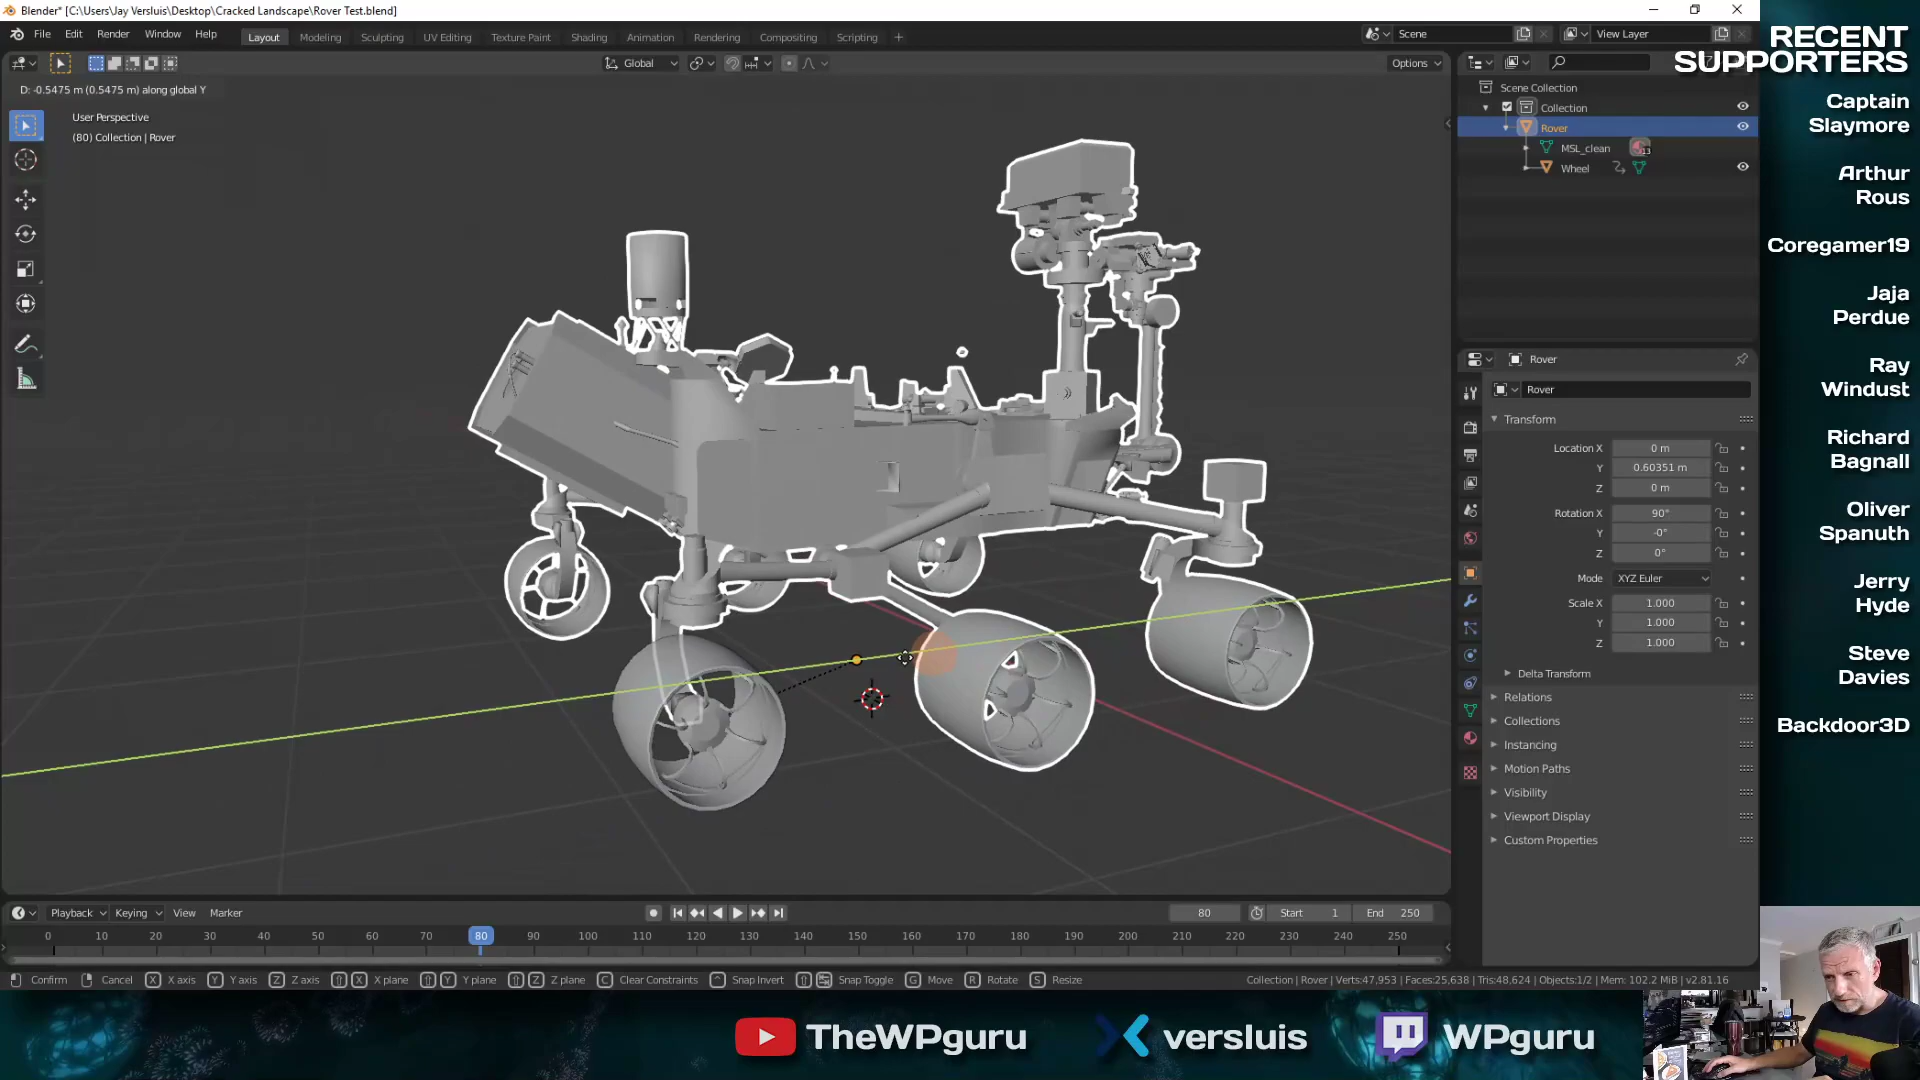 Blender* [C:\Users\Jay Versluis\Desktop\Cracked Landscape\Rover Test.blend]
File Edit Render Window Help
Layout Modeling Sculpting UV Editing Texture Paint Shading Animation Rendering Compositing Scripting +
Scene
View Layer
Global
Options
D: -0.5475 m (0.5475 m) along global Y
User Perspective
(80) Collection | Rover
Scene Collection
Collection
Rover
MSL_clean
13
Wheel
Rover
Rover
Transform
Location X 0 m
Y 0.60351 m
Z 0 m
Rotation X 90°
Y -0°
Z 0°
Mode XYZ Euler
Scale X 1.000
Y 1.000
Z 1.000
Delta Transform
Relations
Collections
Instancing
Motion Paths
Visibility
Viewport Display
Custom Properties
Playback Keying View Marker
80
Start 1
End 250
0 10 20 30 40 50 60 70 80 90 100 110 120 130 140 150 160 170 180 190 200 210 220 230 240 250
Confirm Cancel X X axis Y Y axis Z Z axis X X plane Y Y plane Z Z plane C Clear Constraints Snap Invert Snap Toggle G Move R Rotate S Resize
Collection | Rover | Verts:47,953 | Faces:25,638 | Tris:48,624 | Objects:1/2 | Mem: 102.2 MiB | v2.81.16
RECENT
SUPPORTERS
Captain
Slaymore
Arthur
Rous
Coregamer19
Jaja
Perdue
Ray
Windust
Richard
Bagnall
Oliver
Spanuth
Jerry
Hyde
Steve
Davies
Backdoor3D
TheWPguru
versluis
WPguru